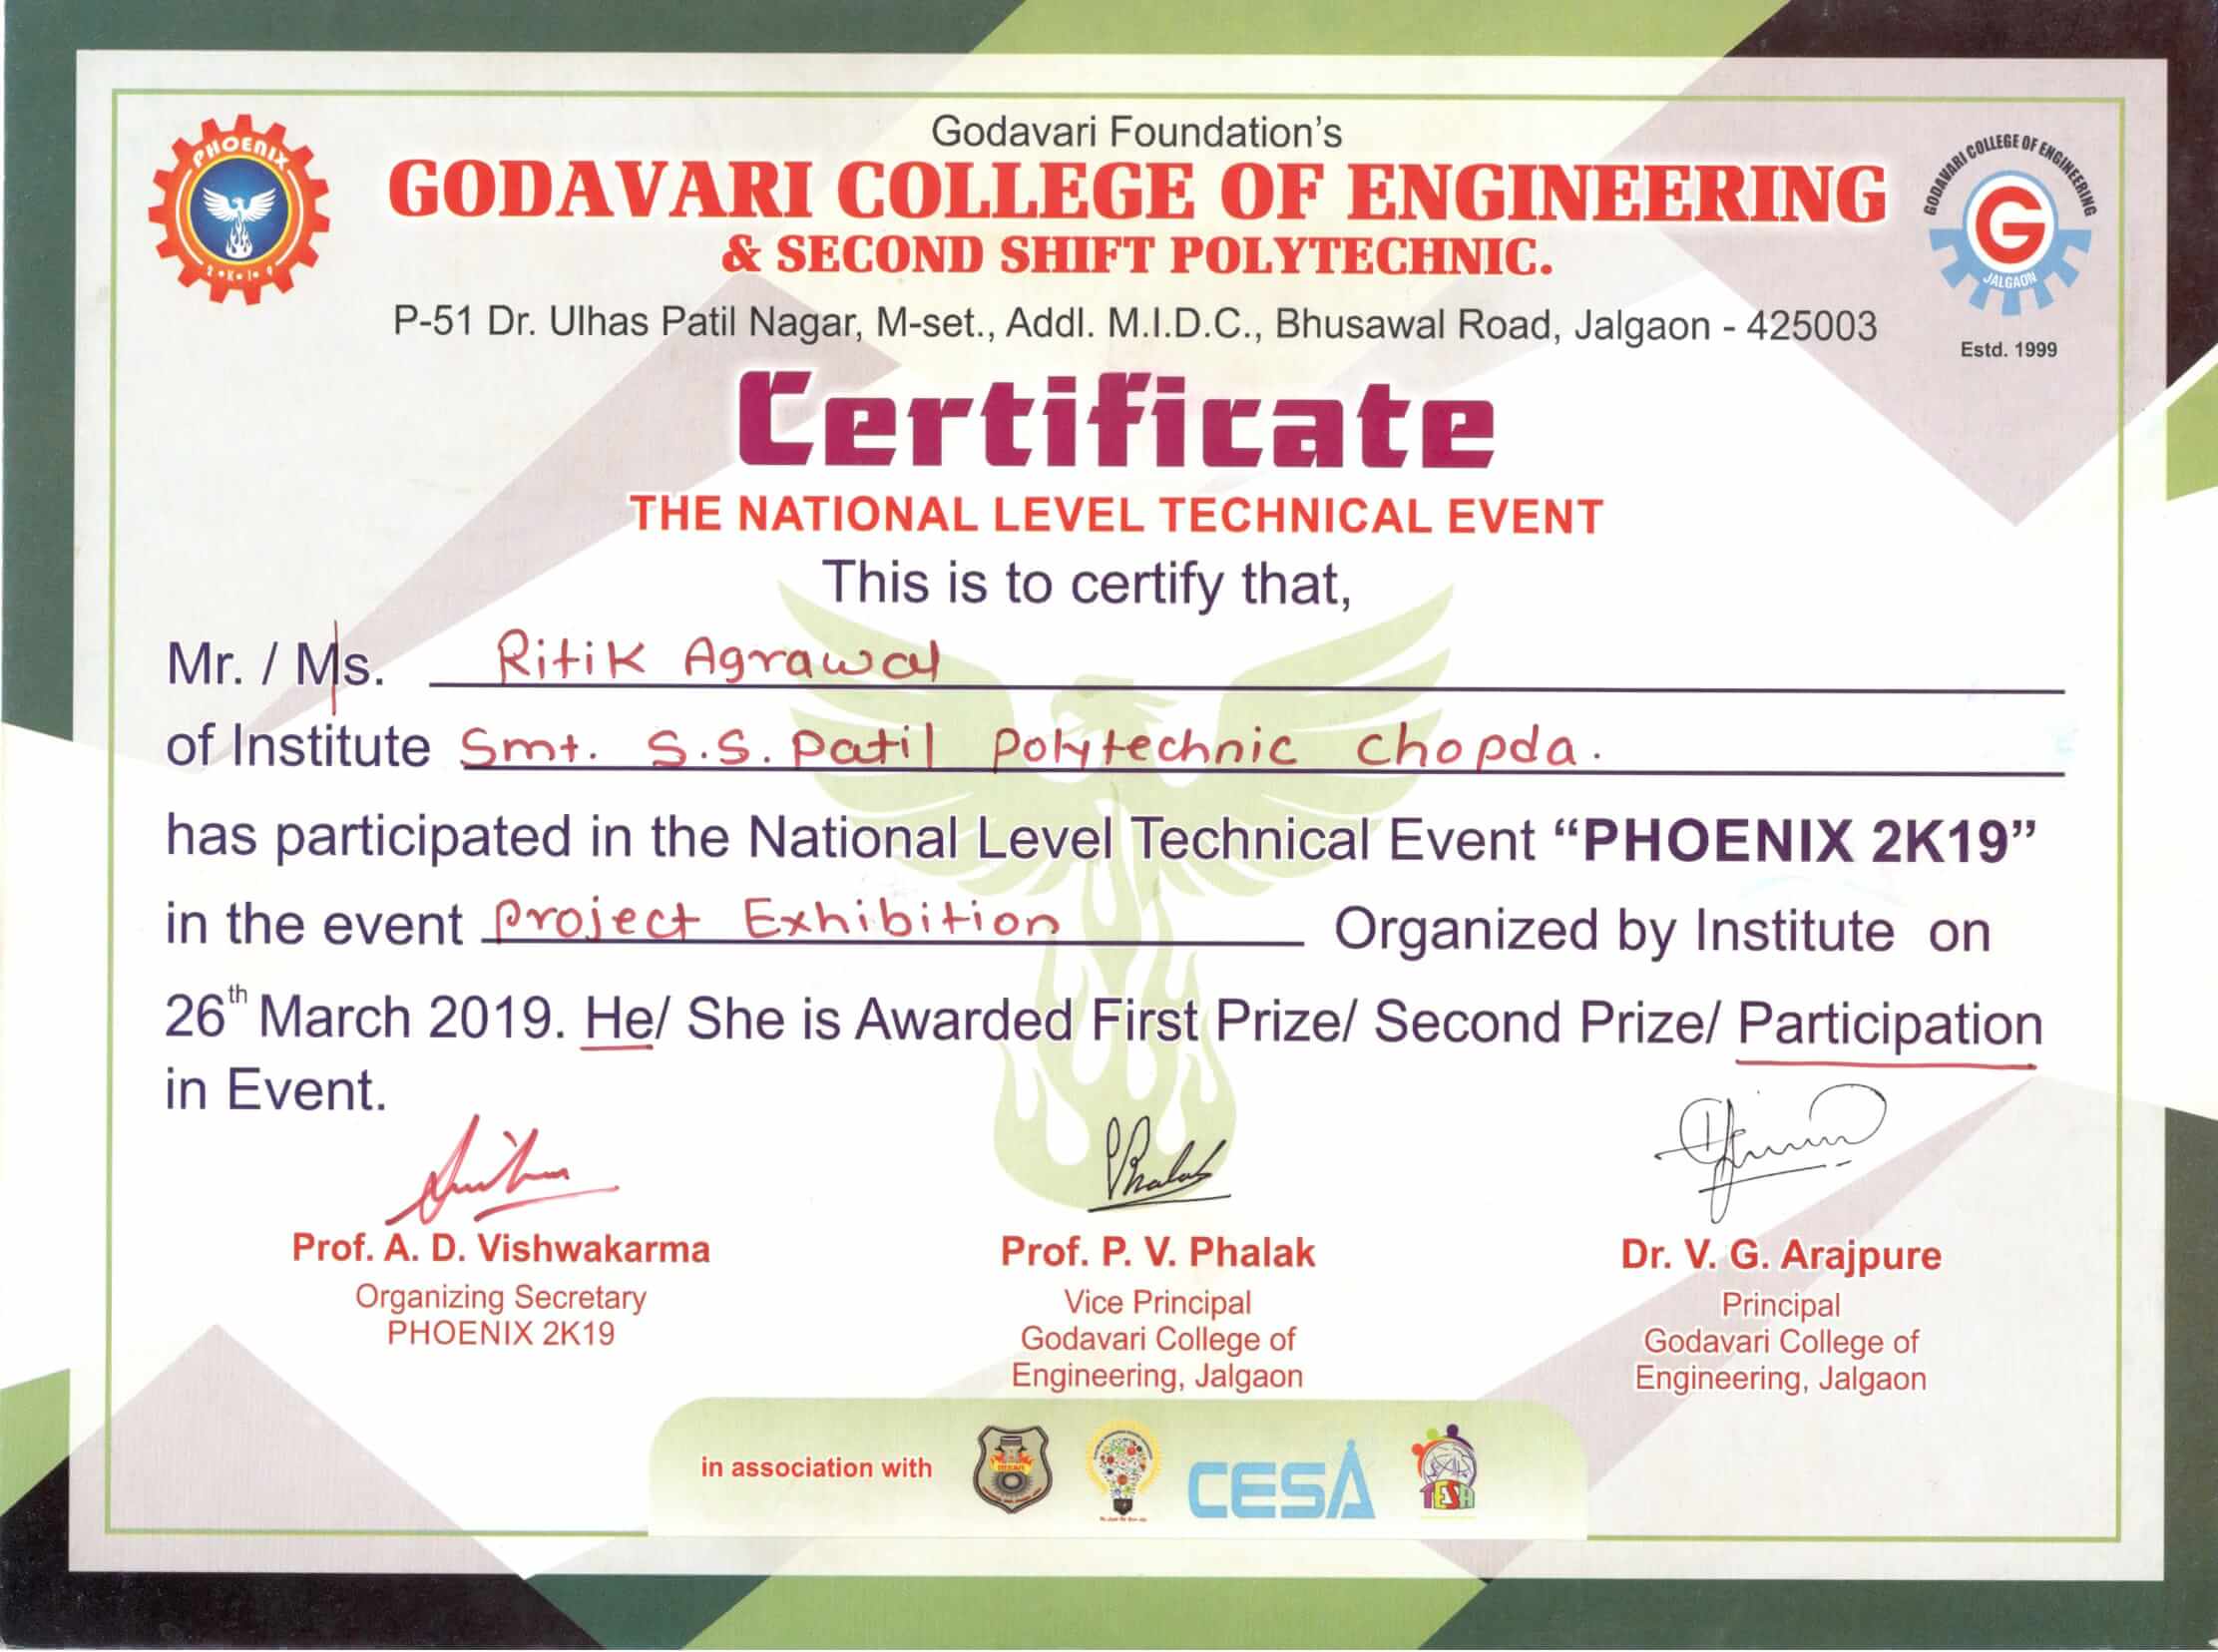 PHOENIX
2•K•1•9
GODAVARI COLLEGE OF ENGINEERING
G
JALGAON
Estd. 1999
Godavari Foundation's
GODAVARI COLLEGE OF ENGINEERING
& SECOND SHIFT POLYTECHNIC.
P-51 Dr. Ulhas Patil Nagar, M-set., Addl. M.I.D.C., Bhusawal Road, Jalgaon - 425003
Certificate
THE NATIONAL LEVEL TECHNICAL EVENT
This is to certify that,
Mr. / Ms. Ritik Agrawal
of Institute Smt. S.S. Patil Polytechnic Chopda.
has participated in the National Level Technical Event “PHOENIX 2K19”
in the event Project Exhibition Organized by Institute on
26th March 2019. He/ She is Awarded First Prize/ Second Prize/ Participation
in Event.
Prof. A. D. Vishwakarma
Organizing Secretary
PHOENIX 2K19
Phalak
Prof. P. V. Phalak
Vice Principal
Godavari College of
Engineering, Jalgaon
Dr. V. G. Arajpure
Principal
Godavari College of
Engineering, Jalgaon
in association with
CESA
TESA